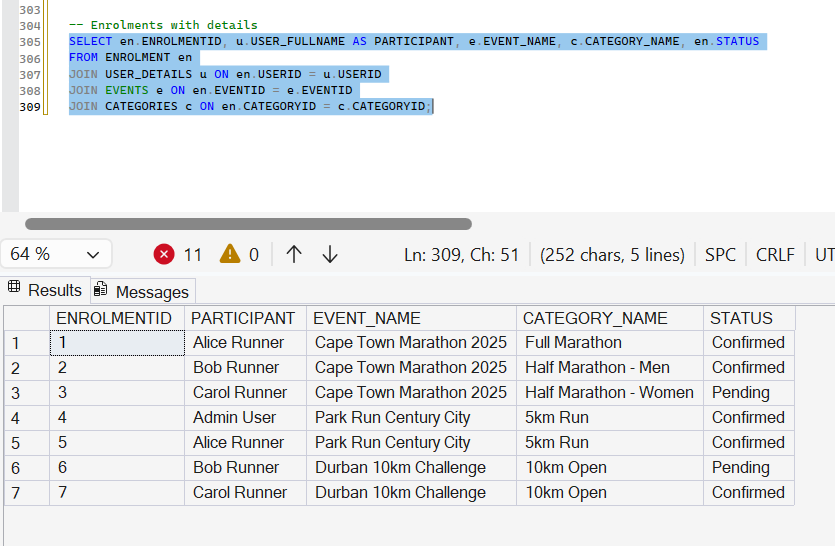 303
304 -- Enrolments with details
305 SELECT en.ENROLMENTID, u.USER_FULLNAME AS PARTICIPANT, e.EVENT_NAME, c.CATEGORY_NAME, en.STATUS
306 FROM ENROLMENT en
307 JOIN USER_DETAILS u ON en.USERID = u.USERID
308 JOIN EVENTS e ON en.EVENTID = e.EVENTID
309 JOIN CATEGORIES c ON en.CATEGORYID = c.CATEGORYID;
64 % 11 0 Ln: 309, Ch: 51 (252 chars, 5 lines) SPC CRLF UT
Results Messages
ENROLMENTID PARTICIPANT EVENT_NAME CATEGORY_NAME STATUS
1 1 Alice Runner Cape Town Marathon 2025 Full Marathon Confirmed
2 2 Bob Runner Cape Town Marathon 2025 Half Marathon - Men Confirmed
3 3 Carol Runner Cape Town Marathon 2025 Half Marathon - Women Pending
4 4 Admin User Park Run Century City 5km Run Confirmed
5 5 Alice Runner Park Run Century City 5km Run Confirmed
6 6 Bob Runner Durban 10km Challenge 10km Open Pending
7 7 Carol Runner Durban 10km Challenge 10km Open Confirmed